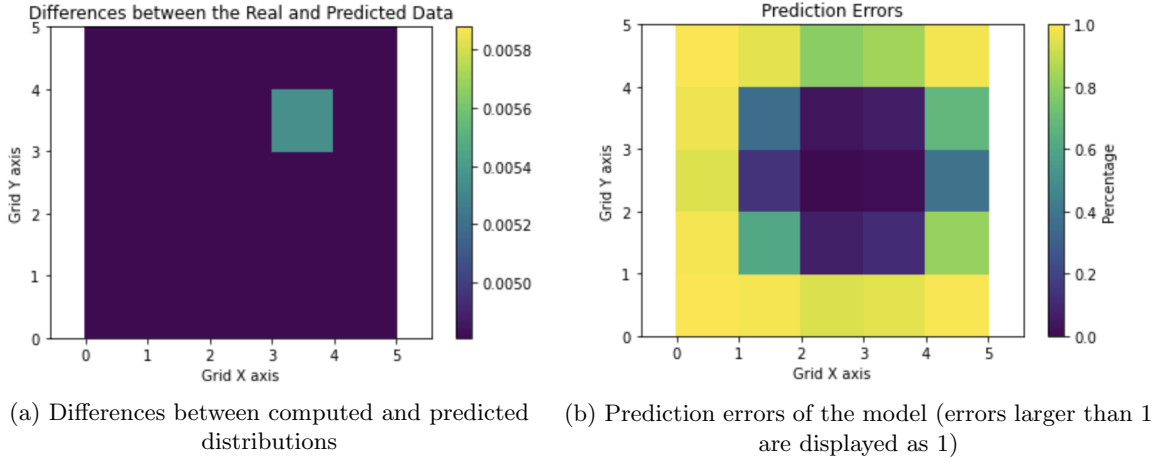 Differences between the Real and Predicted Data
5
4
3
2
1
0
Grid Y axis
0 1 2 3 4 5
Grid X axis
0.0058
0.0056
0.0054
0.0052
0.0050
(a) Differences between computed and predicted
distributions
Prediction Errors
5
4
3
2
1
0
Grid Y axis
0 1 2 3 4 5
Grid X axis
1.0
0.8
0.6
0.4
0.2
0.0
Percentage
(b) Prediction errors of the model (errors larger than 1
are displayed as 1)